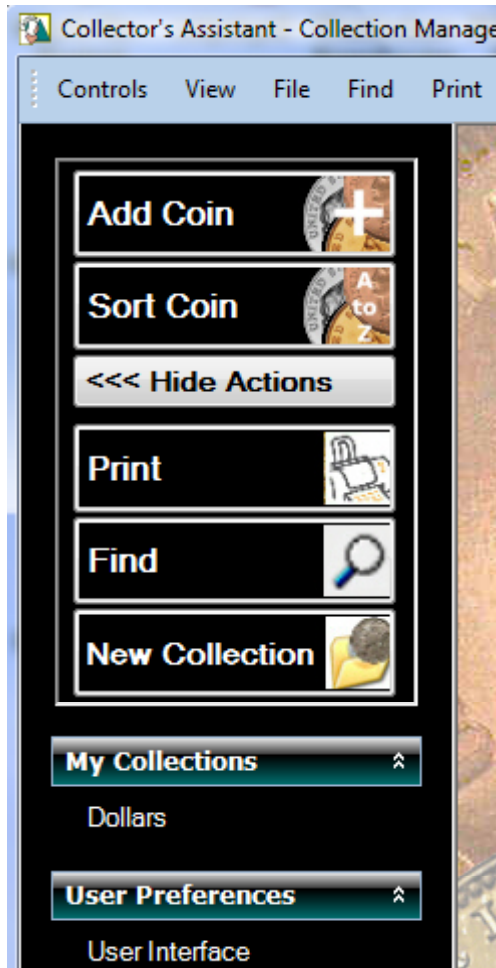 Collector's Assistant - Collection Manage
Controls View File Find Print
Add Coin
Sort Coin
A
to
Z
<<< Hide Actions
Print
Find
New Collection
My Collections
Dollars
User Preferences
User Interface